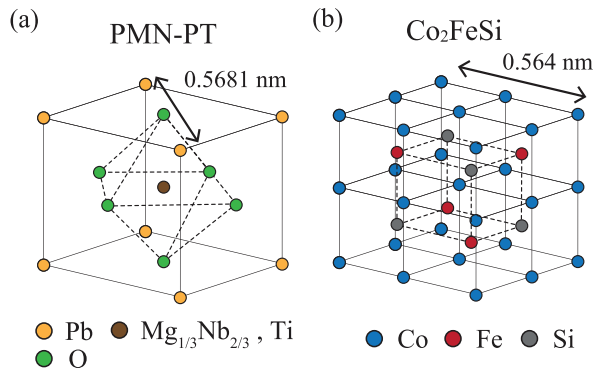 (a)
PMN-PT
0.5681 nm
Pb
Mg1/3Nb2/3 , Ti
O
(b)
Co2FeSi
0.564 nm
Co
Fe
Si